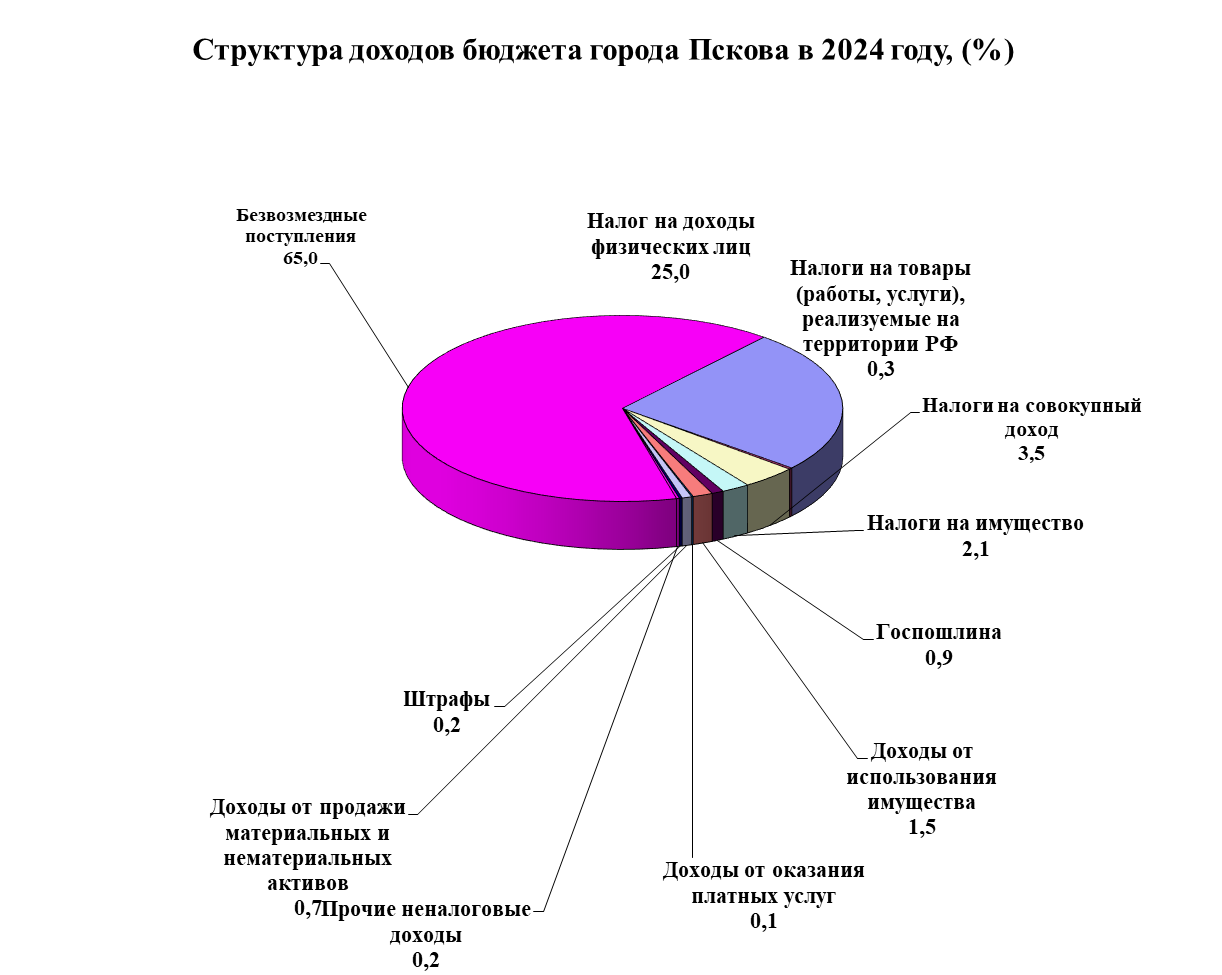 Структура доходов бюджета города Пскова в 2024 году, (%)
Безвозмездные
поступления
65,0
Налог на доходы
физических лиц
25,0
Налоги на товары
(работы, услуги),
реализуемые на
территории РФ
0,3
Налоги на совокупный
доход
3,5
Налоги на имущество
2,1
Госпошлина
0,9
Доходы от
использования
имущества
1,5
Доходы от оказания
платных услуг
0,1
Прочие неналоговые
доходы
0,2
Доходы от продажи
материальных и
нематериальных
активов
0,7
Штрафы
0,2